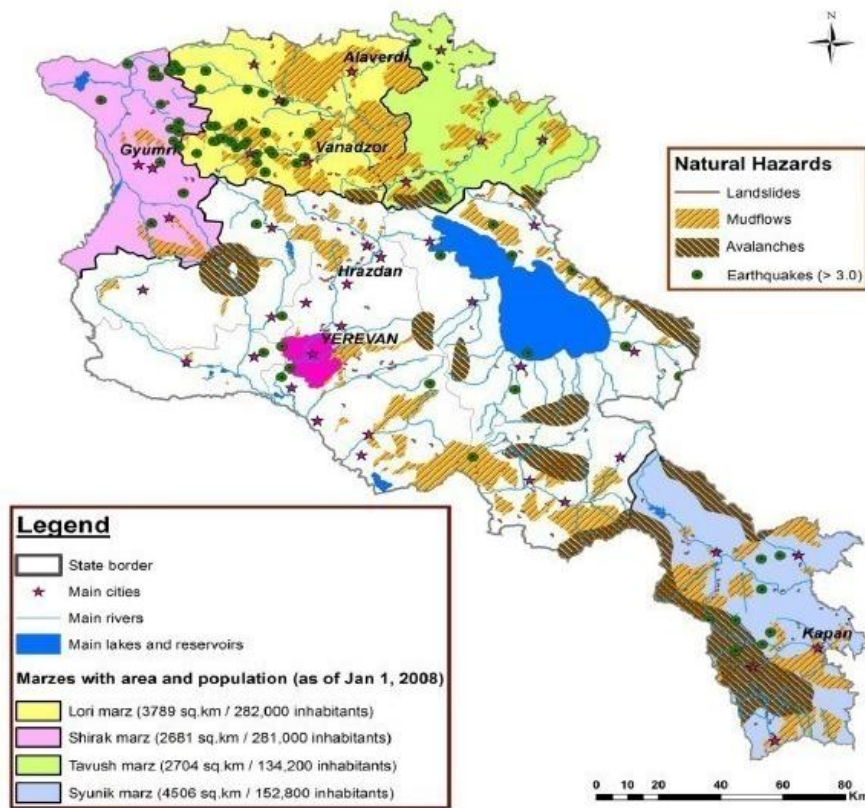 N
Alaverdi
Gyumri
Vanadzor
Natural Hazards
Landslides
Mudflows
Avalanches
Earthquakes (> 3.0)
Hrazdan
YEREVAN
Legend
State border
Main cities
Main rivers
Main lakes and reservoirs
Marzes with area and population (as of Jan 1, 2008)
Lori marz (3789 sq.km / 282,000 inhabitants)
Shirak marz (2681 sq.km / 281,000 inhabitants)
Tavush marz (2704 sq.km / 134,200 inhabitants)
Syunik marz (4506 sq.km / 152,800 inhabitants)
Kapan
0 10 20 40 60 80